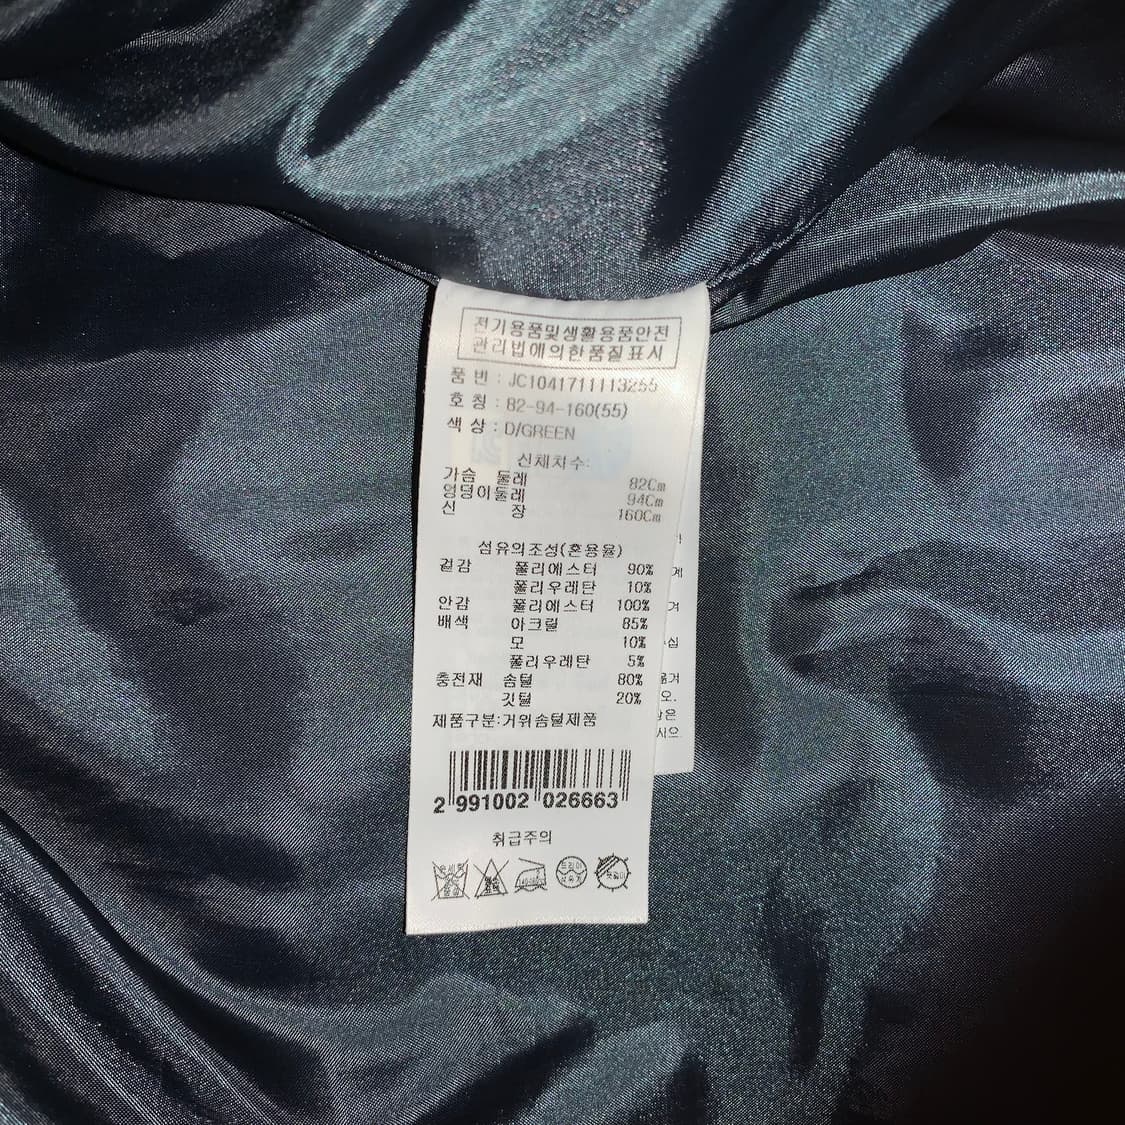 전기용품및생활용품안전
관리법에의한품질표시
품 번 : JC1041711113255
호 칭 : 82-94-160(55)
색 상 : D/GREEN
신체치수:
가슴 둘레 82Cm
엉덩이둘레 94Cm
신 장 160Cm
섬유의조성(혼용율)
겉감 폴리에스터 90%
폴리우레탄 10%
안감 폴리에스터 100%
배색 아크릴 85%
모 10%
폴리우레탄 5%
충전재 솜털 80%
깃털 20%
제품구분:거위솜털제품
2 991002 026663
취급주의